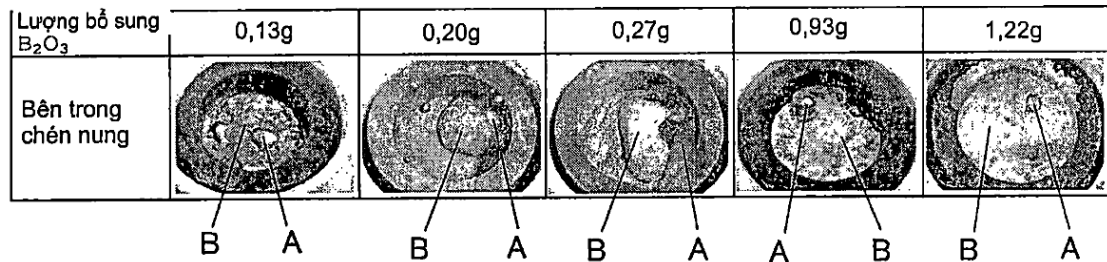 Lượng bổ sung
B₂O₃
0,13g
0,20g
0,27g
0,93g
1,22g
Bên trong
chén nung
B A
B A
B A
A B
B A